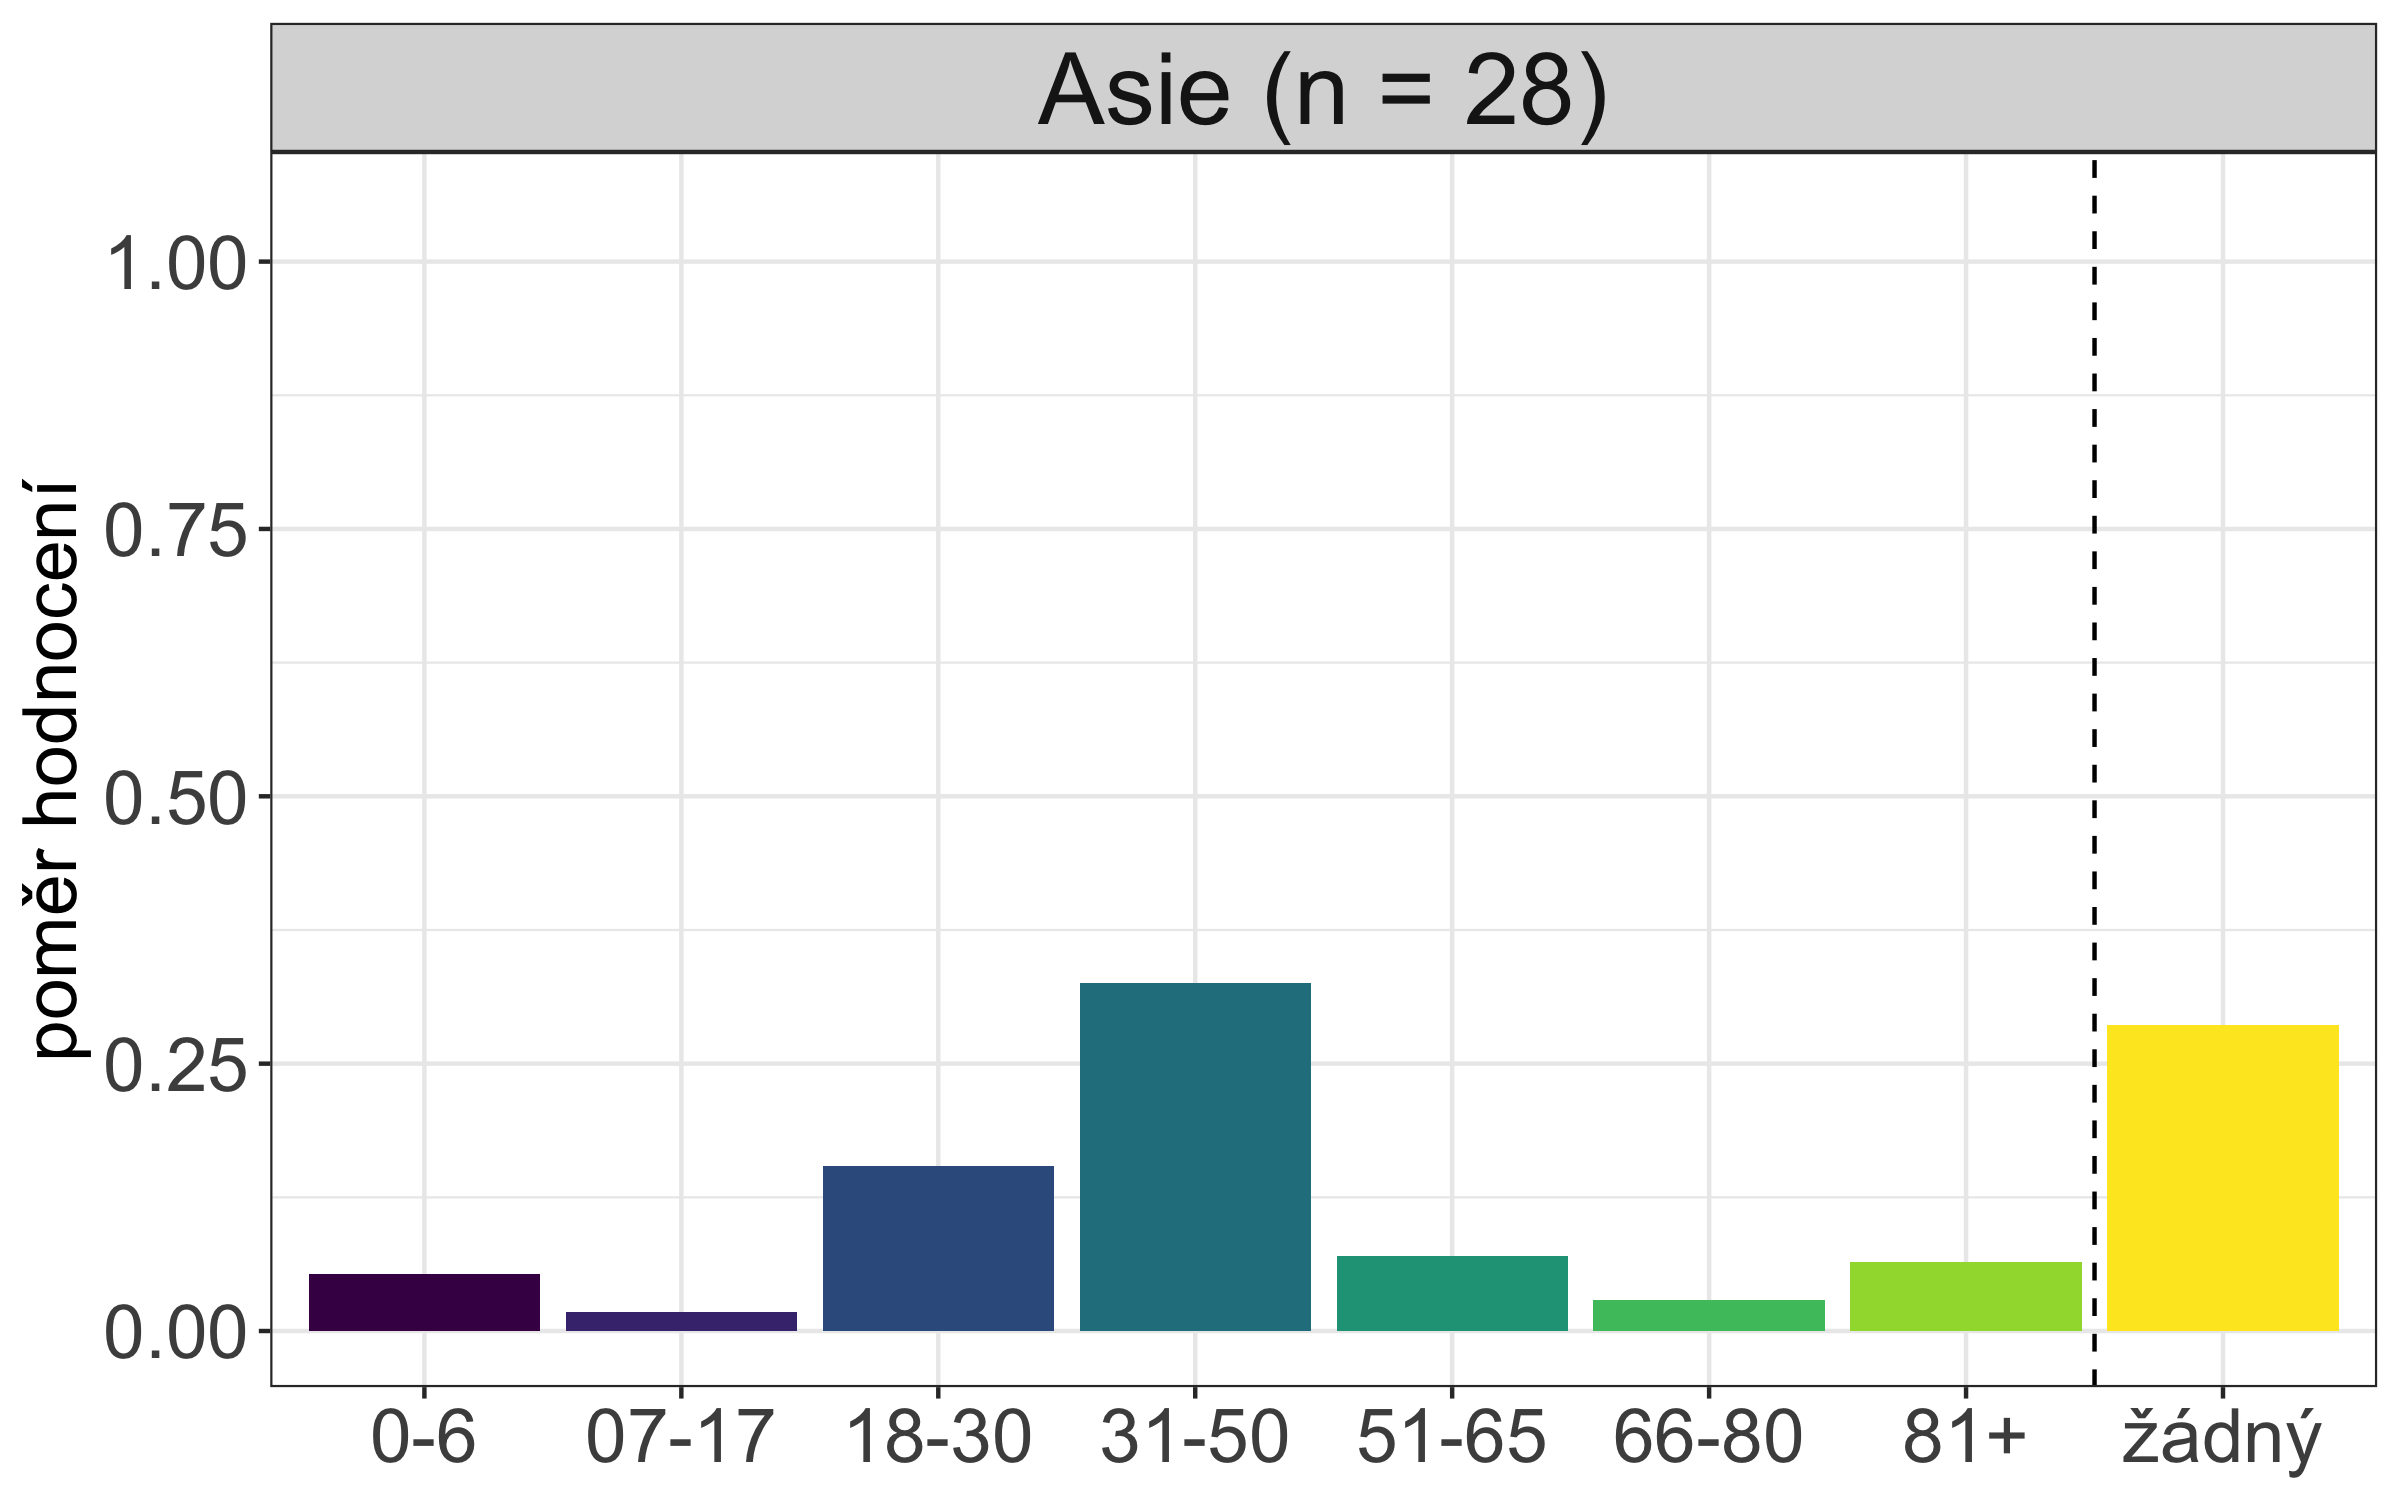 Asie (n = 28)
poměr hodnocení
1.00
0.75
0.50
0.25
0.00
0-6 07-17 18-30 31-50 51-65 66-80 81+ žádný